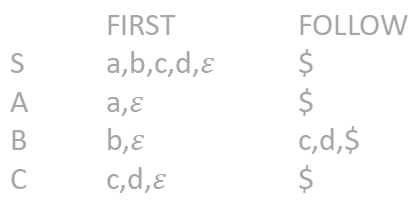 FIRST FOLLOW
S a,b,c,d,ε $
A a,ε $
B b,ε c,d,$
C c,d,ε $